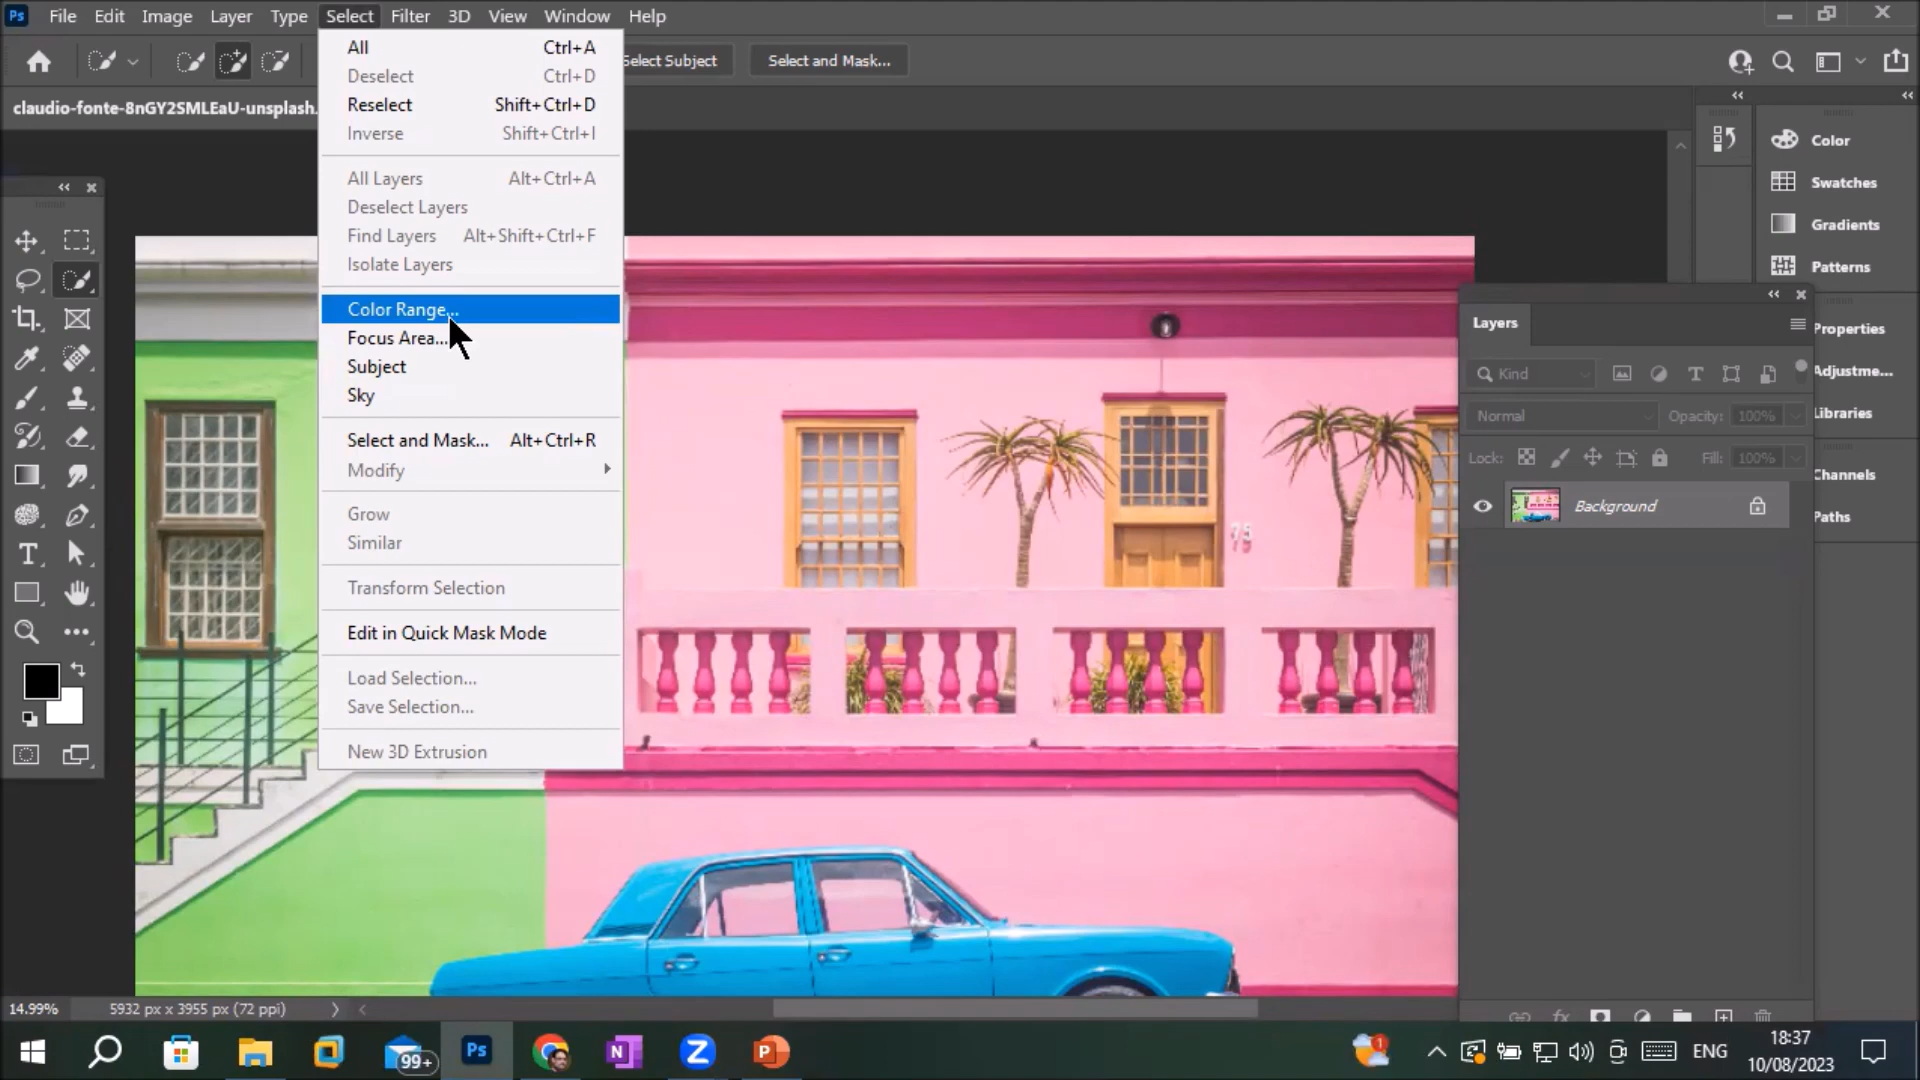 Ps File Edit Image Layer Type Select Filter 3D View Window Help
Select Subject Select and Mask...
claudio-fonte-8nGY2SMLEaU-unsplash.
All Ctrl+A
Deselect Ctrl+D
Reselect Shift+Ctrl+D
Inverse Shift+Ctrl+I
All Layers Alt+Ctrl+A
Deselect Layers
Find Layers Alt+Shift+Ctrl+F
Isolate Layers
Color Range...
Focus Area...
Subject
Sky
Select and Mask... Alt+Ctrl+R
Modify
Grow
Similar
Transform Selection
Edit in Quick Mask Mode
Load Selection...
Save Selection...
New 3D Extrusion
75
Color
Swatches
Gradients
Patterns
Properties
Adjustme...
Libraries
Channels
Paths
Layers
Kind
Normal Opacity: 100%
Lock: Fill: 100%
Background
fx
14.99% 5932 px x 3955 px (72 ppi)
99+ Ps N Z P 1 ENG 18:37
10/08/2023